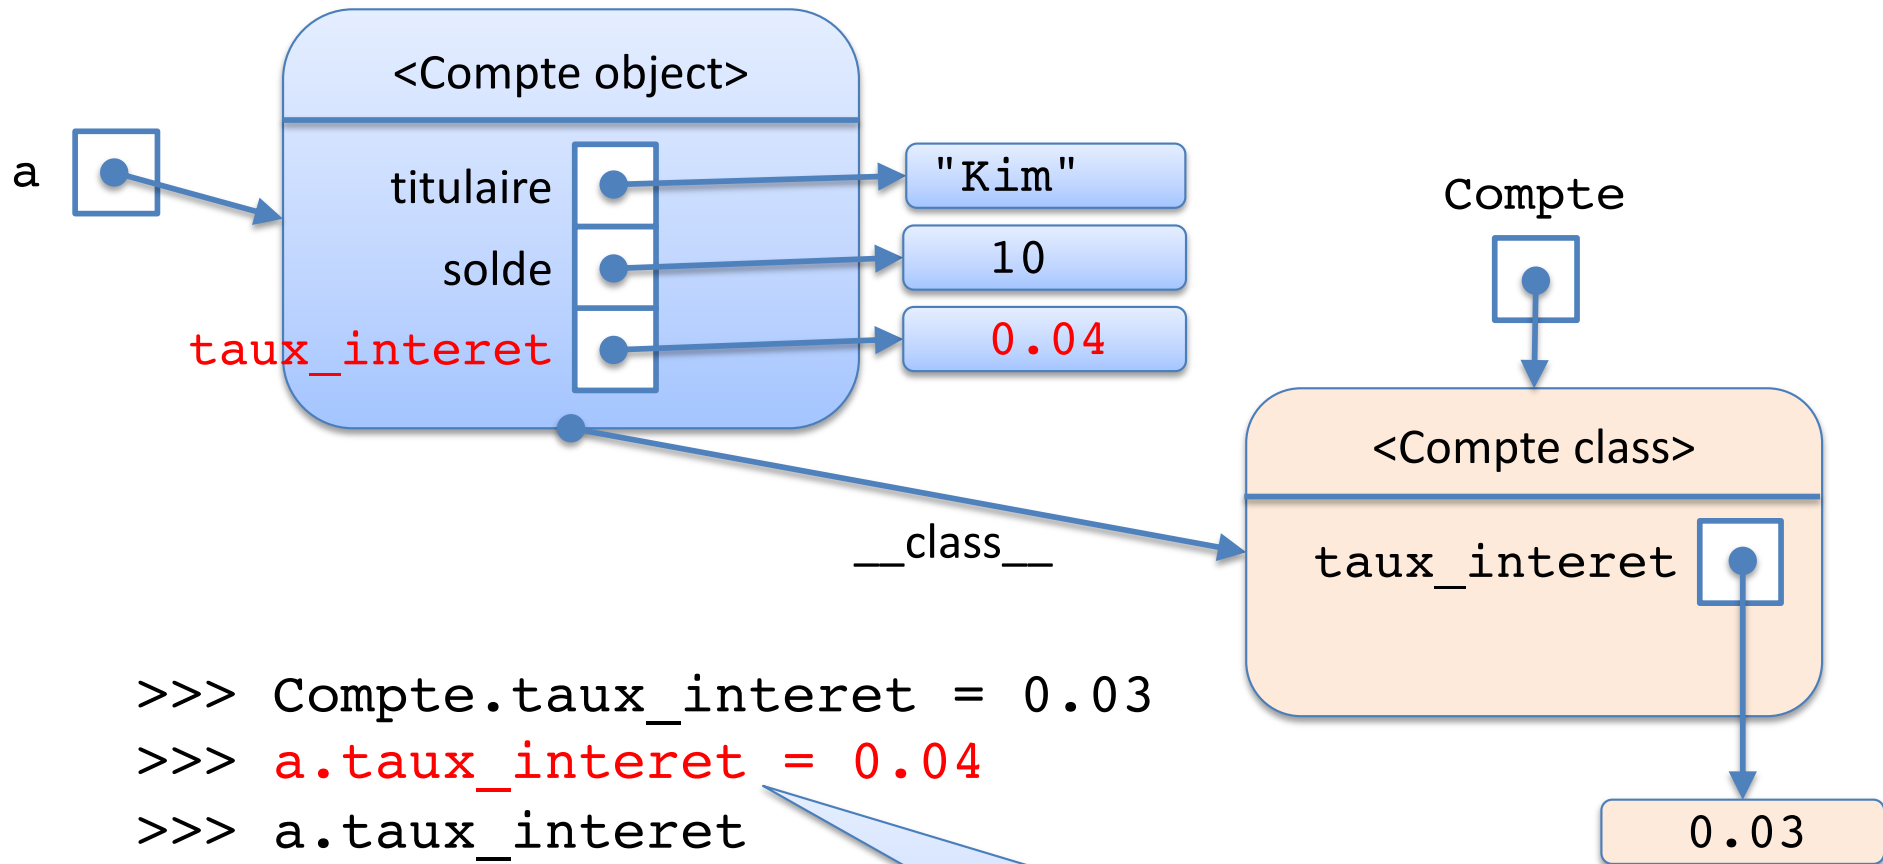 <Compte object>
a
titulaire
"Kim"
solde
10
taux_interet
0.04
Compte
<Compte class>
__class__
taux_interet
>>> Compte.taux_interet = 0.03
>>> a.taux_interet = 0.04
>>> a.taux_interet
0.03